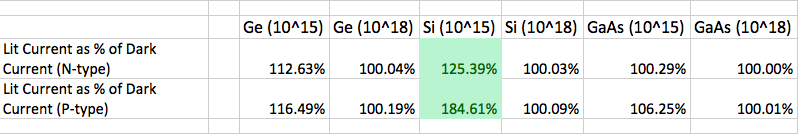 Ge (10^15) Ge (10^18) Si (10^15) Si (10^18) GaAs (10^15) GaAs (10^18)
Lit Current as % of Dark
Current (N-type) 112.63% 100.04% 125.39% 100.03% 100.29% 100.00%
Lit Current as % of Dark
Current (P-type) 116.49% 100.19% 184.61% 100.09% 106.25% 100.01%